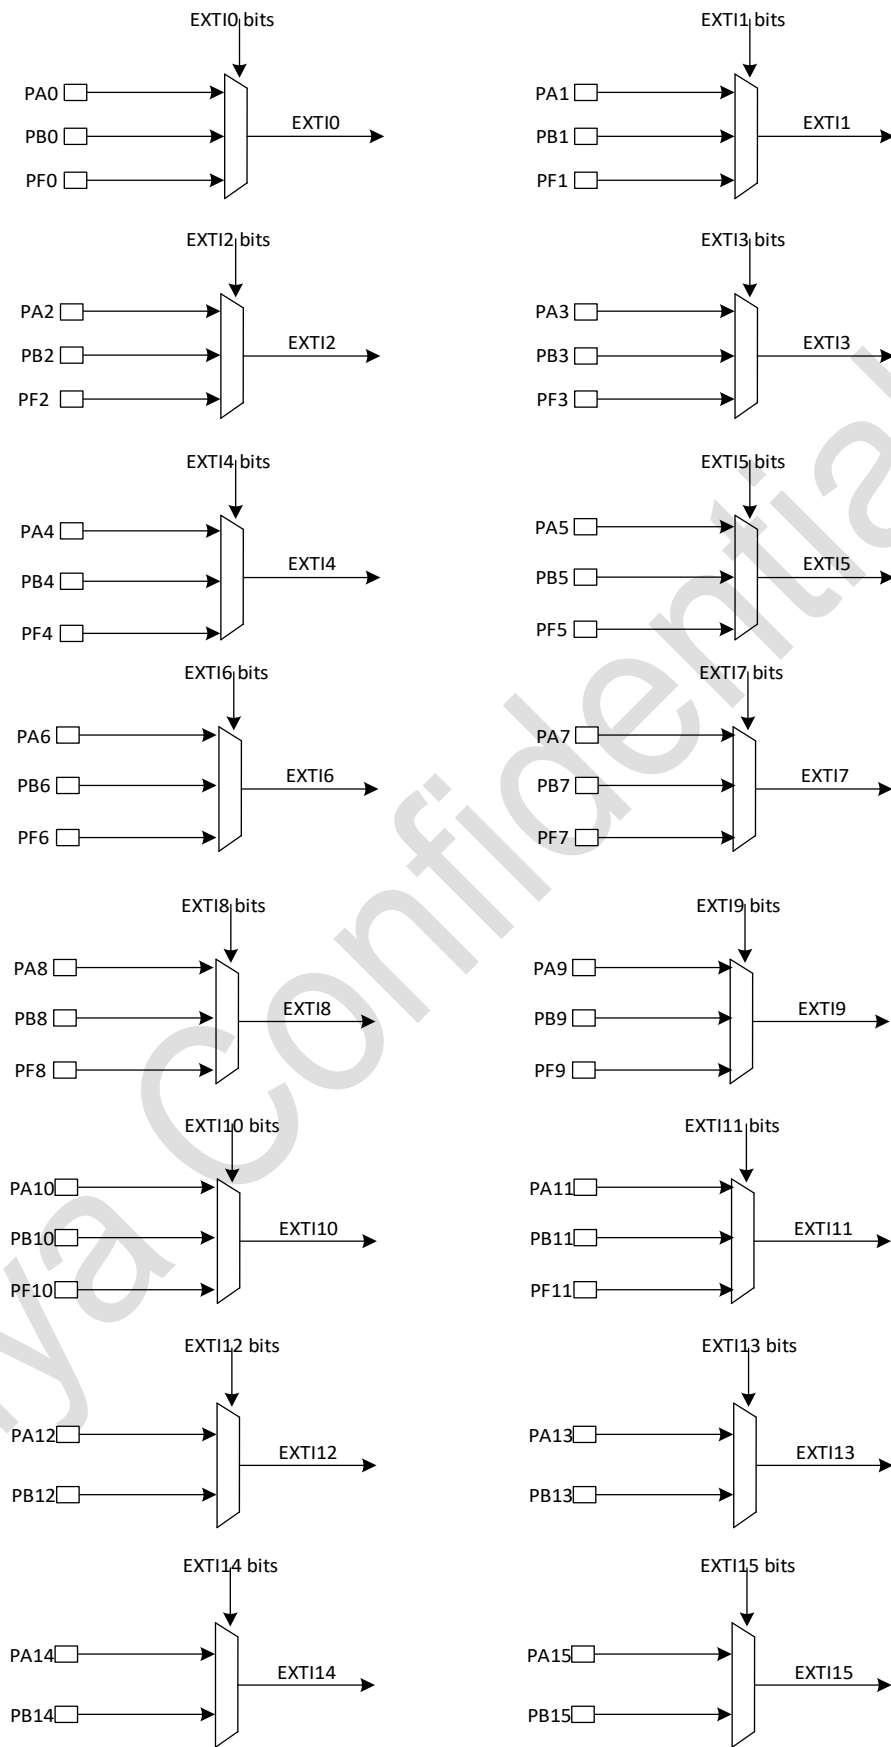 EXTI0 bits
PA0
PB0
PF0
EXTI0
EXTI1 bits
PA1
PB1
PF1
EXTI1
EXTI2 bits
PA2
PB2
PF2
EXTI2
EXTI3 bits
PA3
PB3
PF3
EXTI3
EXTI4 bits
PA4
PB4
PF4
EXTI4
EXTI5 bits
PA5
PB5
PF5
EXTI5
EXTI6 bits
PA6
PB6
PF6
EXTI6
EXTI7 bits
PA7
PB7
PF7
EXTI7
EXTI8 bits
PA8
PB8
PF8
EXTI8
EXTI9 bits
PA9
PB9
PF9
EXTI9
EXTI10 bits
PA10
PB10
PF10
EXTI10
EXTI11 bits
PA11
PB11
PF11
EXTI11
EXTI12 bits
PA12
PB12
EXTI12
EXTI13 bits
PA13
PB13
EXTI13
EXTI14 bits
PA14
PB14
EXTI14
EXTI15 bits
PA15
PB15
EXTI15
ya Confidential